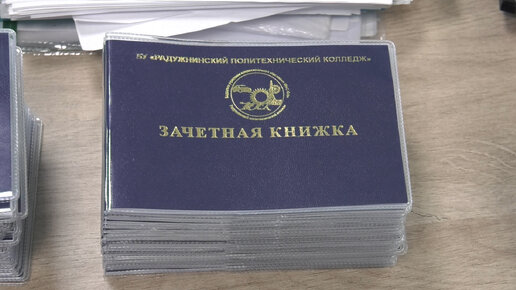 БУ «РАДУЖНИНСКИЙ ПОЛИТЕХНИЧЕСКИЙ КОЛЛЕДЖ»
ЗАЧЕТНАЯ КНИЖКА